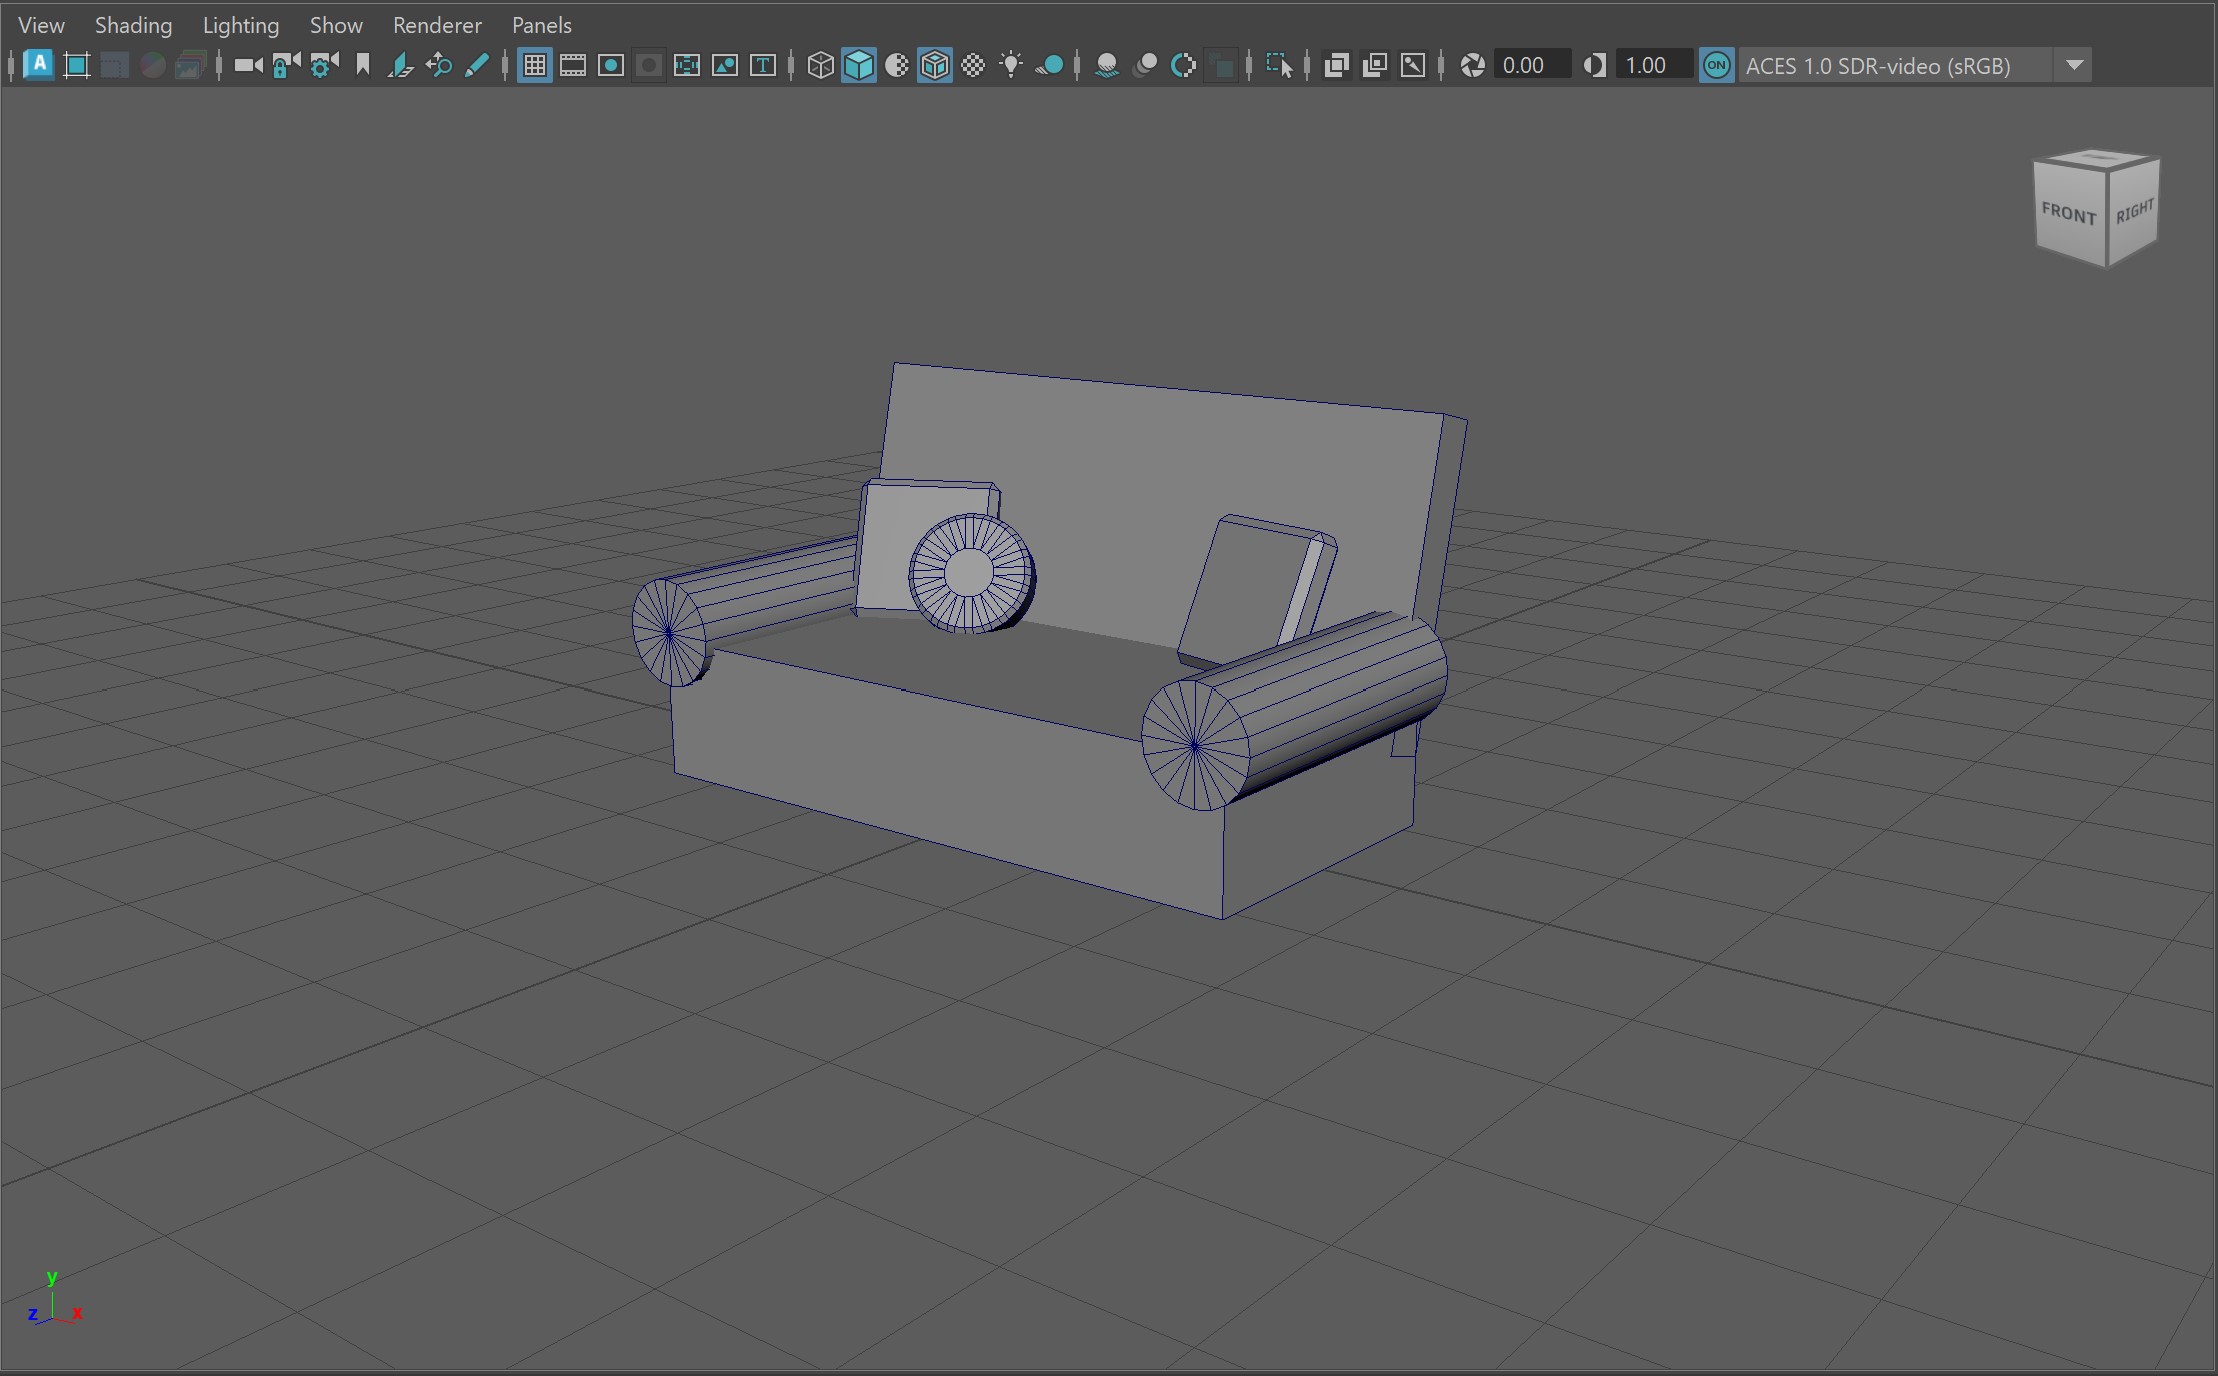 View Shading Lighting Show Renderer Panels
A T 0.00 1.00 ON ACES 1.0 SDR-video (sRGB)
FRONT RIGHT
y
z x